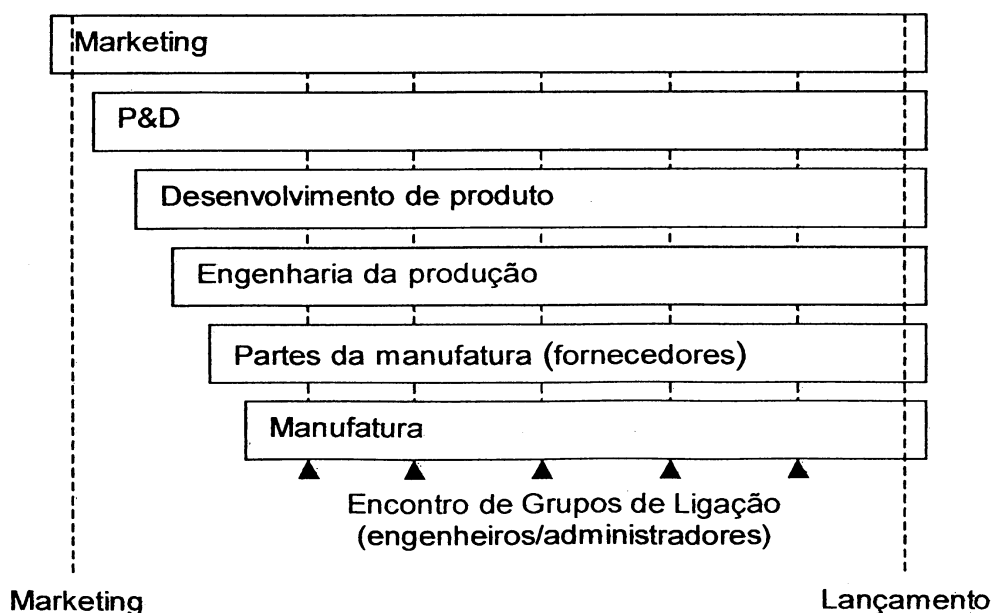 Marketing
P&D
Desenvolvimento de produto
Engenharia da produção
Partes da manufatura (fornecedores)
Manufatura
Encontro de Grupos de Ligação
(engenheiros/administradores)
Marketing
Lançamento